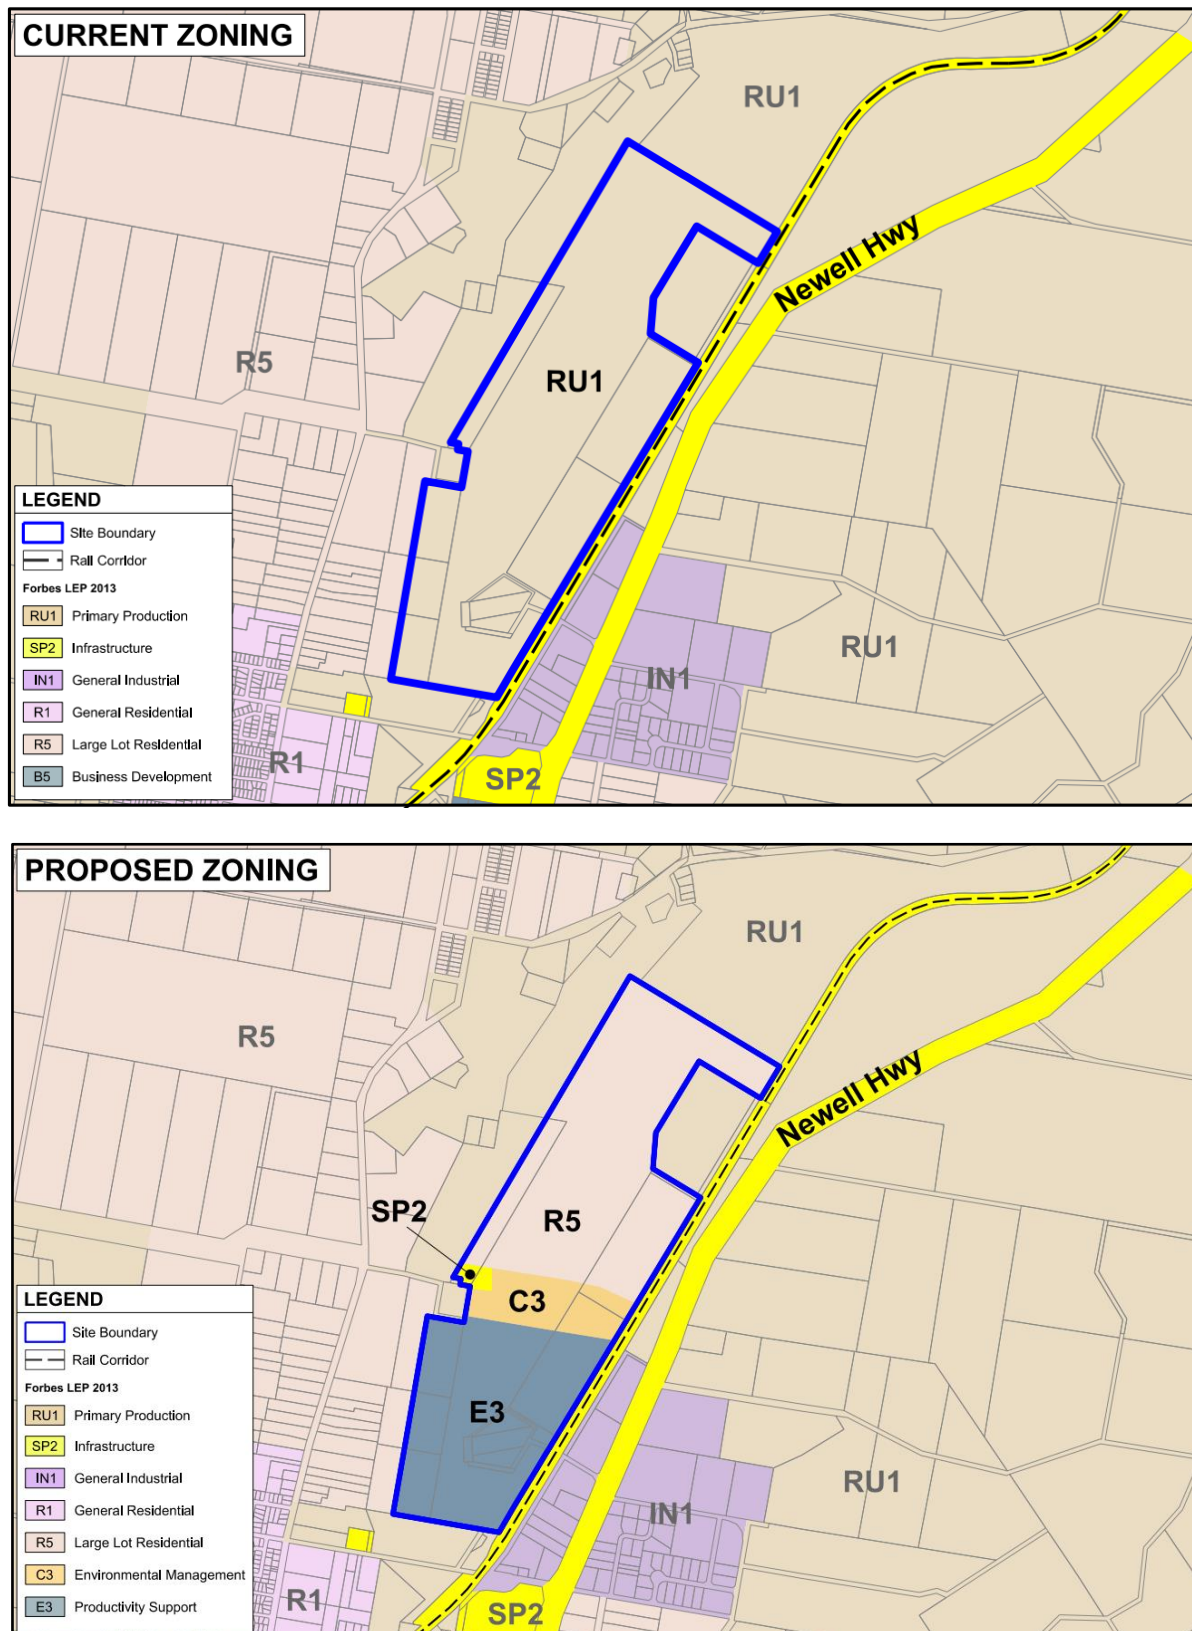 CURRENT ZONING
RU1
Newell Hwy
R5
RU1
LEGEND
Site Boundary
Rail Corridor
Forbes LEP 2013
RU1 Primary Production
SP2 Infrastructure
IN1 General Industrial
R1 General Residential
R5 Large Lot Residential
B5 Business Development
RU1
IN1
R1
SP2
PROPOSED ZONING
RU1
R5
Newell Hwy
SP2
R5
C3
LEGEND
Site Boundary
Rail Corridor
Forbes LEP 2013
RU1 Primary Production
SP2 Infrastructure
IN1 General Industrial
R1 General Residential
R5 Large Lot Residential
C3 Environmental Management
E3 Productivity Support
E3
RU1
IN1
R1
SP2